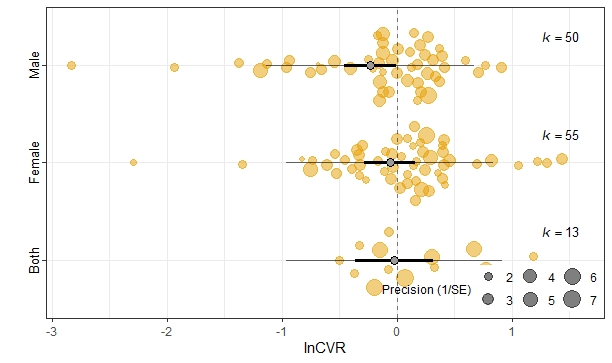 Male
k = 50
Female
k = 55
Both
k = 13
Precision (1/SE)
2 4 6
3 5 7
-3 -2 -1 0 1
lnCVR